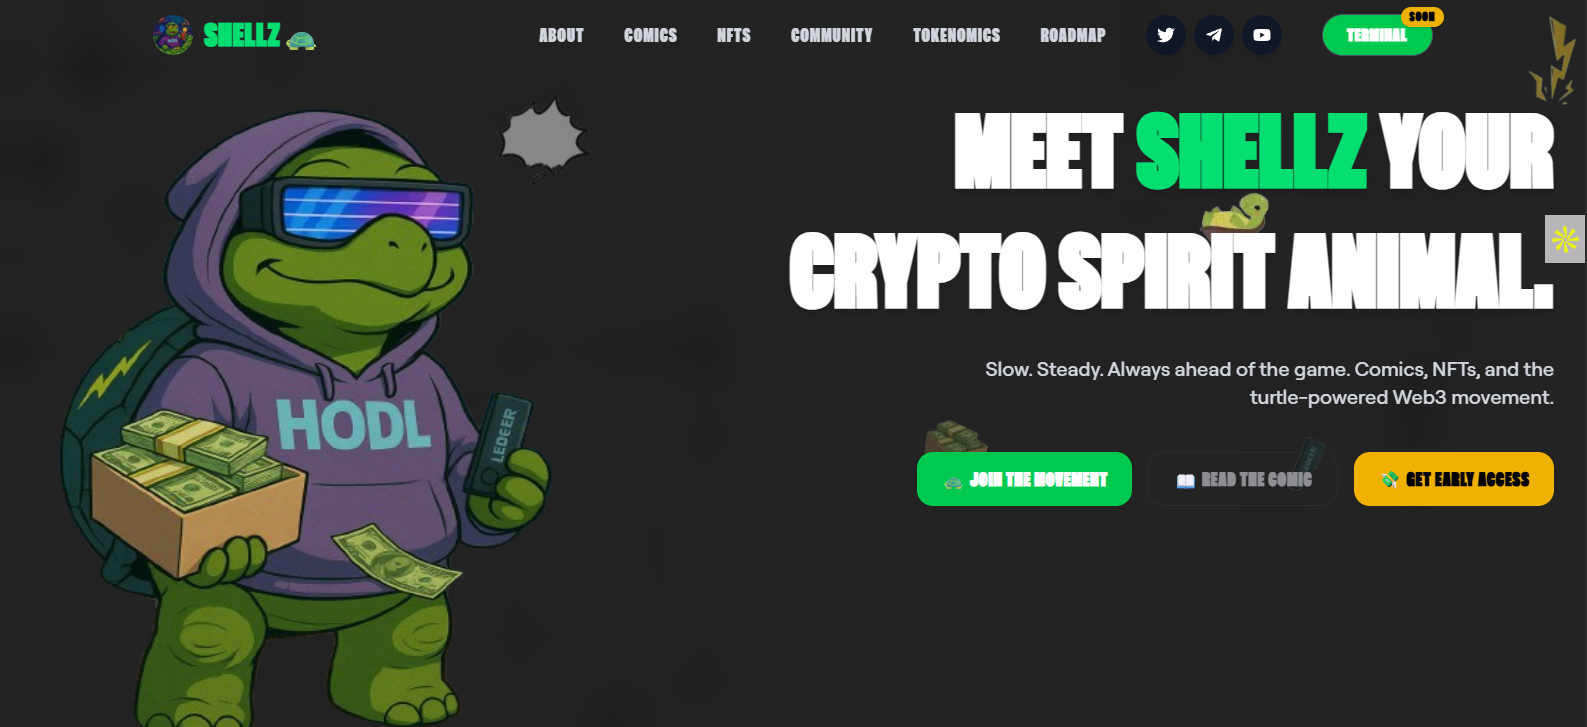 SHELLZ
ABOUT
COMICS
NFTS
COMMUNITY
TOKENOMICS
ROADMAP
TERMINAL
SOON
MEET SHELLZ YOUR
CRYPTO SPIRIT ANIMAL.
Slow. Steady. Always ahead of the game. Comics, NFTs, and the
turtle-powered Web3 movement.
JOIN THE MOVEMENT
READ THE COMIC
GET EARLY ACCESS
HODL
LEDEER